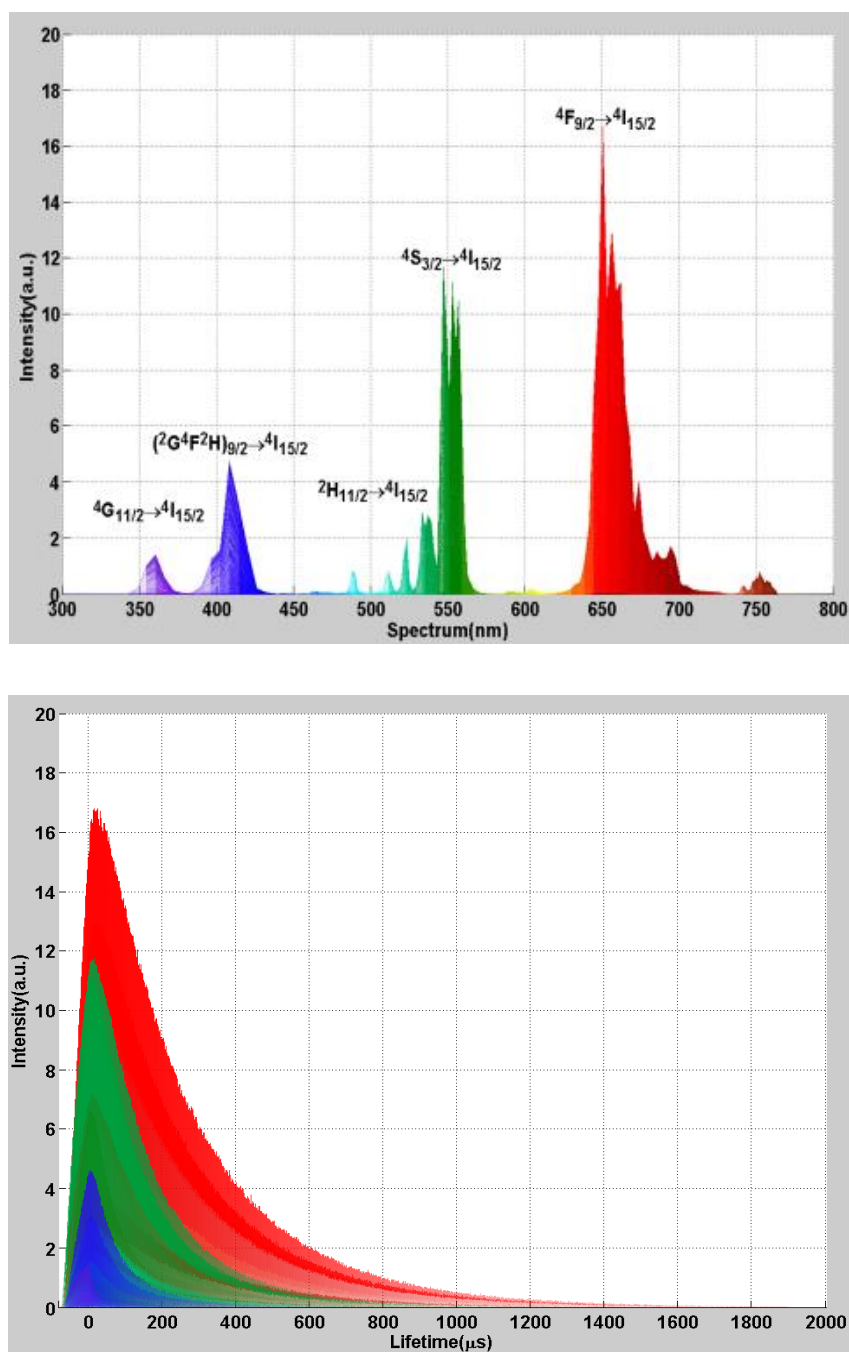 20
18
16
14
12
10
8
6
4
2
0
Intensity(a.u.)
⁴G₁₁/₂→⁴I₁₅/₂
(²G⁴F²H)₉/₂→⁴I₁₅/₂
²H₁₁/₂→⁴I₁₅/₂
⁴S₃/₂→⁴I₁₅/₂
⁴F₉/₂→⁴I₁₅/₂
300 350 400 450 500 550 600 650 700 750 800
Spectrum(nm)
20
18
16
14
12
10
8
6
4
2
0
Intensity(a.u.)
0 200 400 600 800 1000 1200 1400 1600 1800 2000
Lifetime(μs)